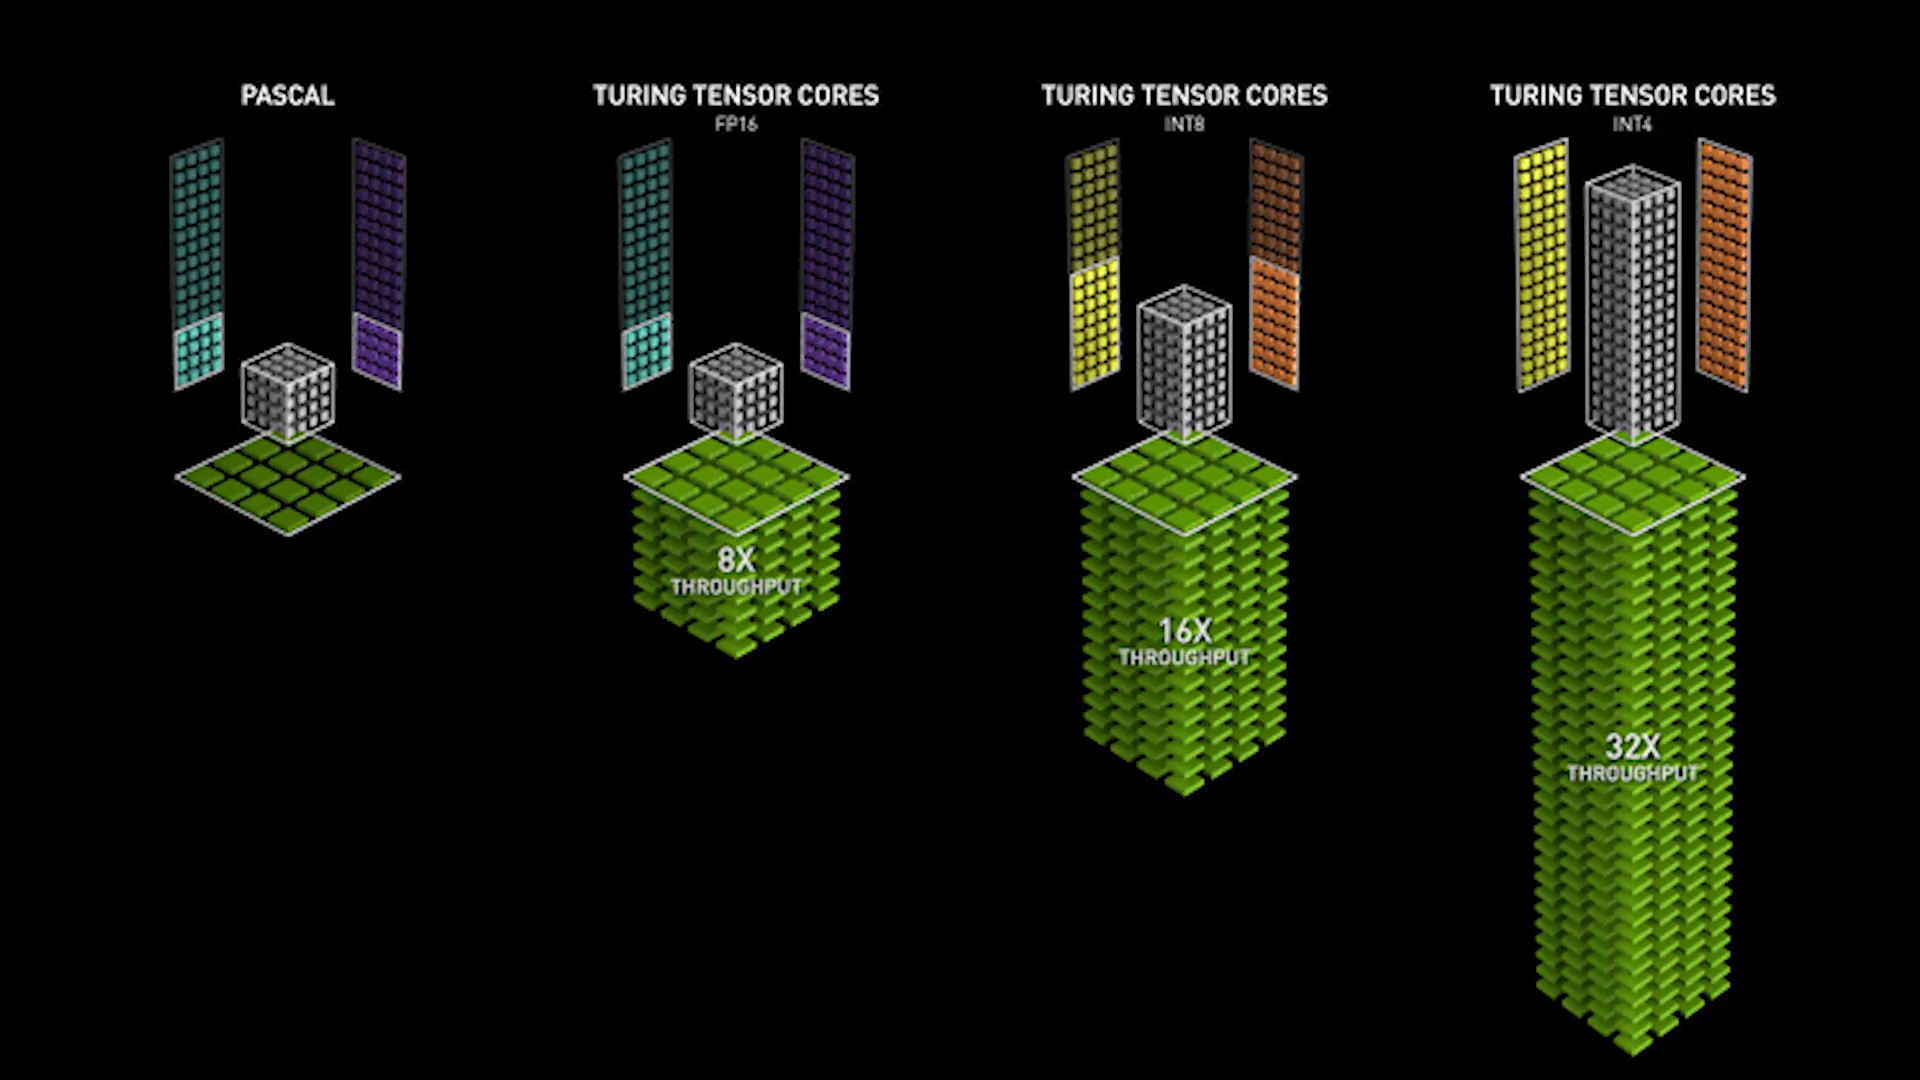 PASCAL
TURING TENSOR CORES
FP16
8X
THROUGHPUT
TURING TENSOR CORES
INT8
16X
THROUGHPUT
TURING TENSOR CORES
INT4
32X
THROUGHPUT